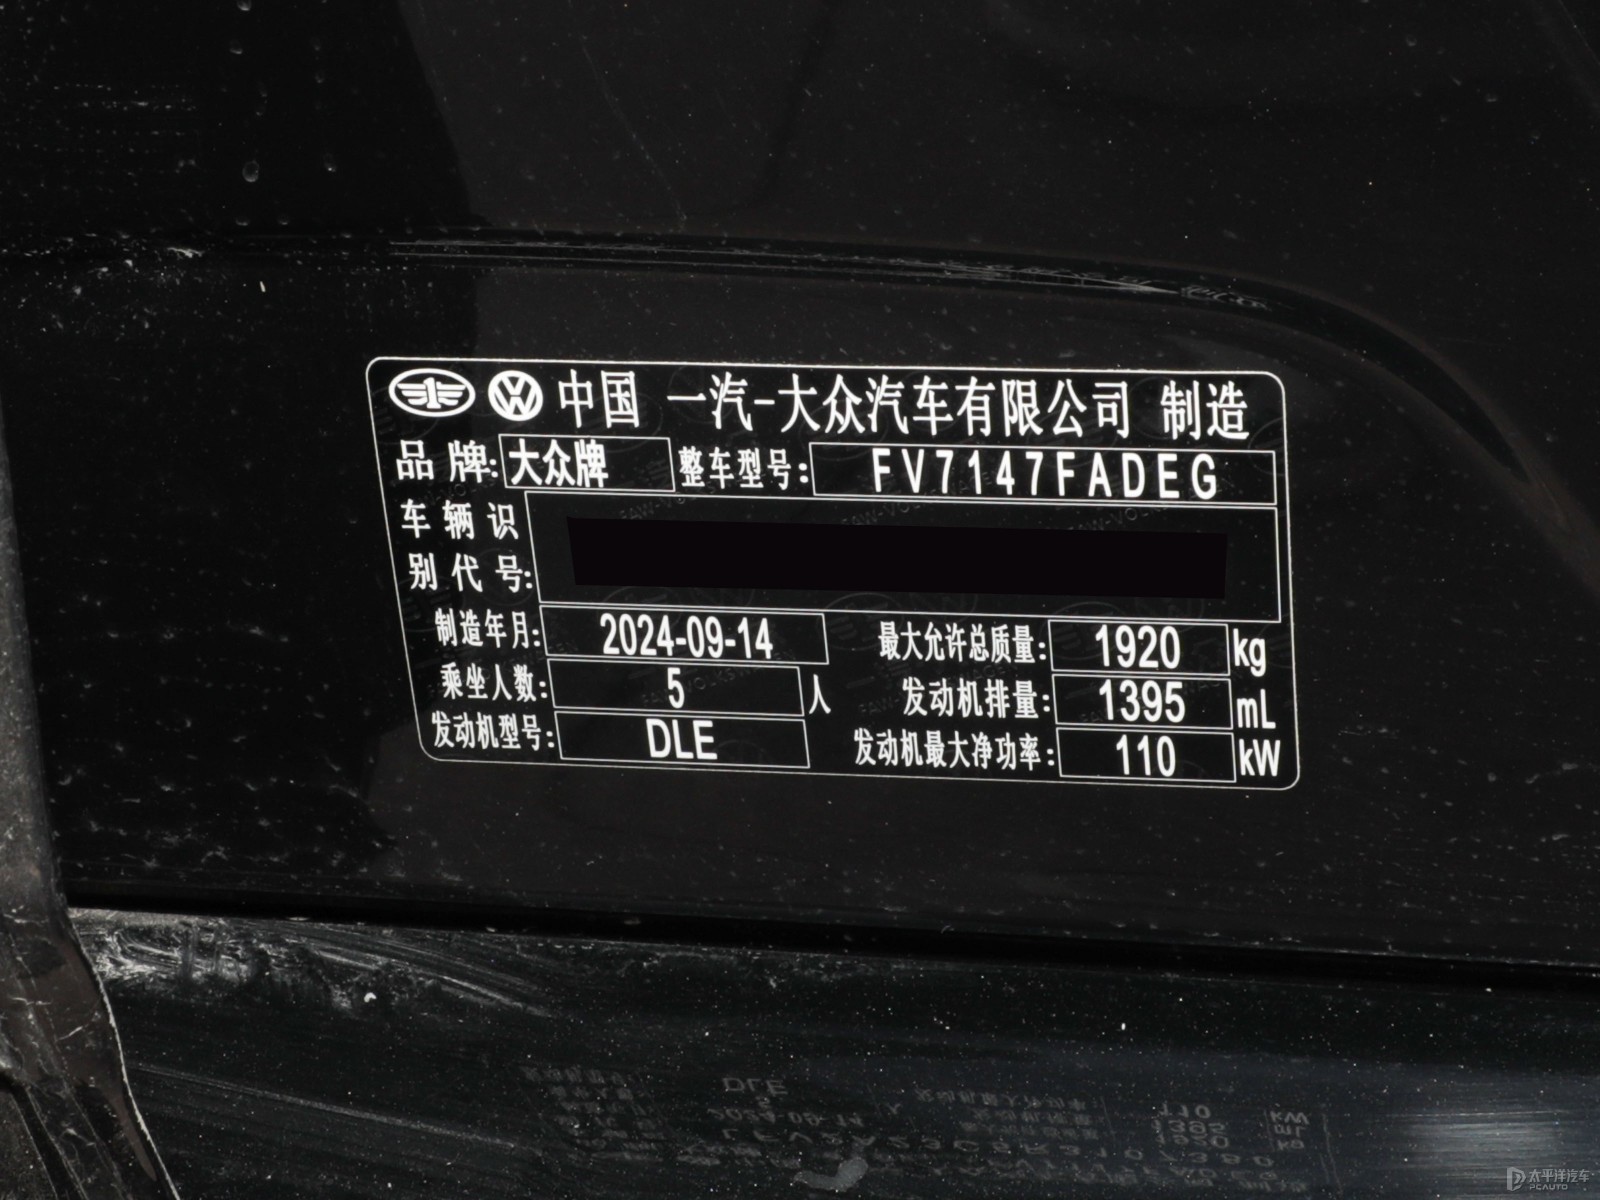 中国 一汽-大众汽车有限公司 制造
品牌: 大众牌 整车型号: FV7147FADEG
车辆识
别代号:
制造年月: 2024-09-14 最大允许总质量: 1920 kg
乘坐人数: 5 人 发动机排量: 1395 mL
发动机型号: DLE 发动机最大净功率: 110 kW
太平洋汽车
PCAUTO